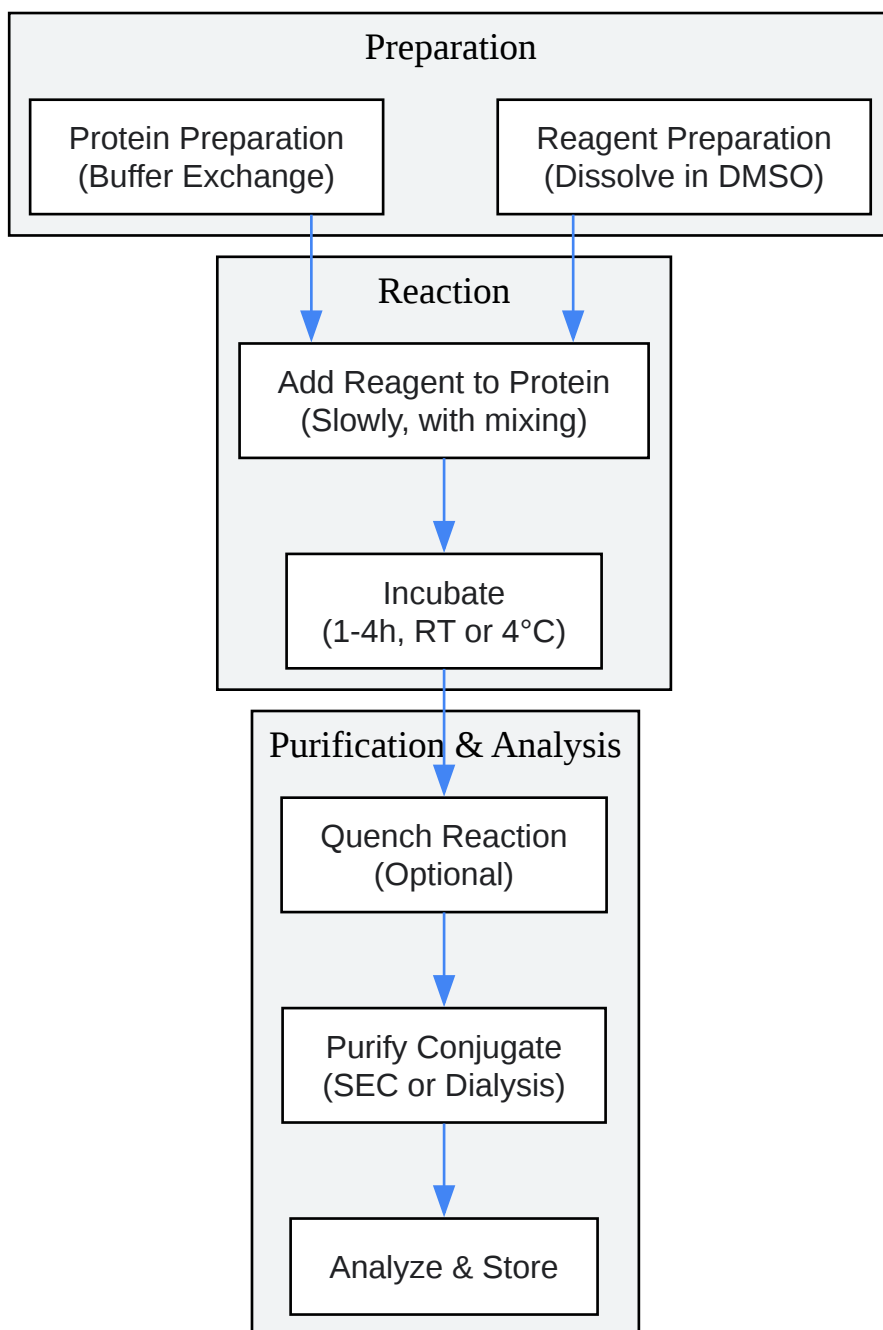 Preparation
Protein Preparation
(Buffer Exchange)
Reagent Preparation
(Dissolve in DMSO)
Reaction
Add Reagent to Protein
(Slowly, with mixing)
Incubate
(1-4h, RT or 4°C)
Purification & Analysis
Quench Reaction
(Optional)
Purify Conjugate
(SEC or Dialysis)
Analyze & Store